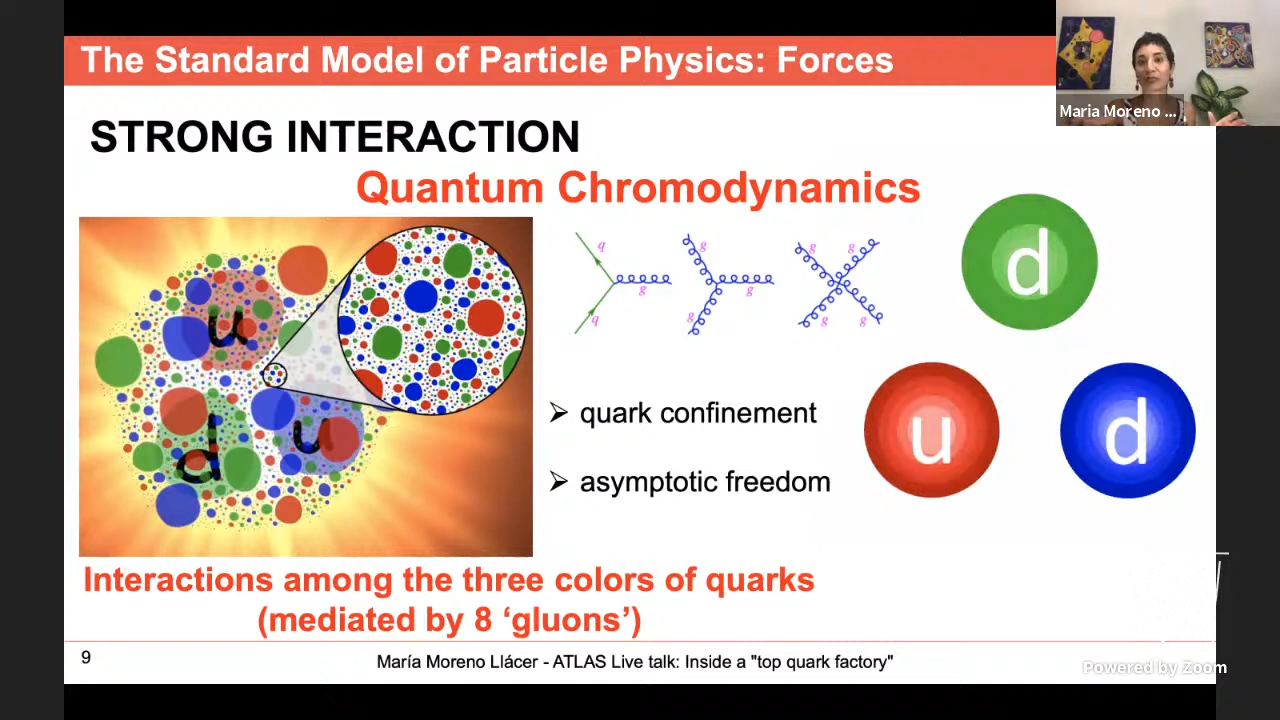 The Standard Model of Particle Physics: Forces
Maria Moreno ...
STRONG INTERACTION
Quantum Chromodynamics
u
d
u
q
g
q
g
g
g
g
g
g
g
d
u
d
➢ quark confinement
➢ asymptotic freedom
Interactions among the three colors of quarks
(mediated by 8 ‘gluons’)
9
María Moreno Llácer - ATLAS Live talk: Inside a "top quark factory"
Powered by Zoom